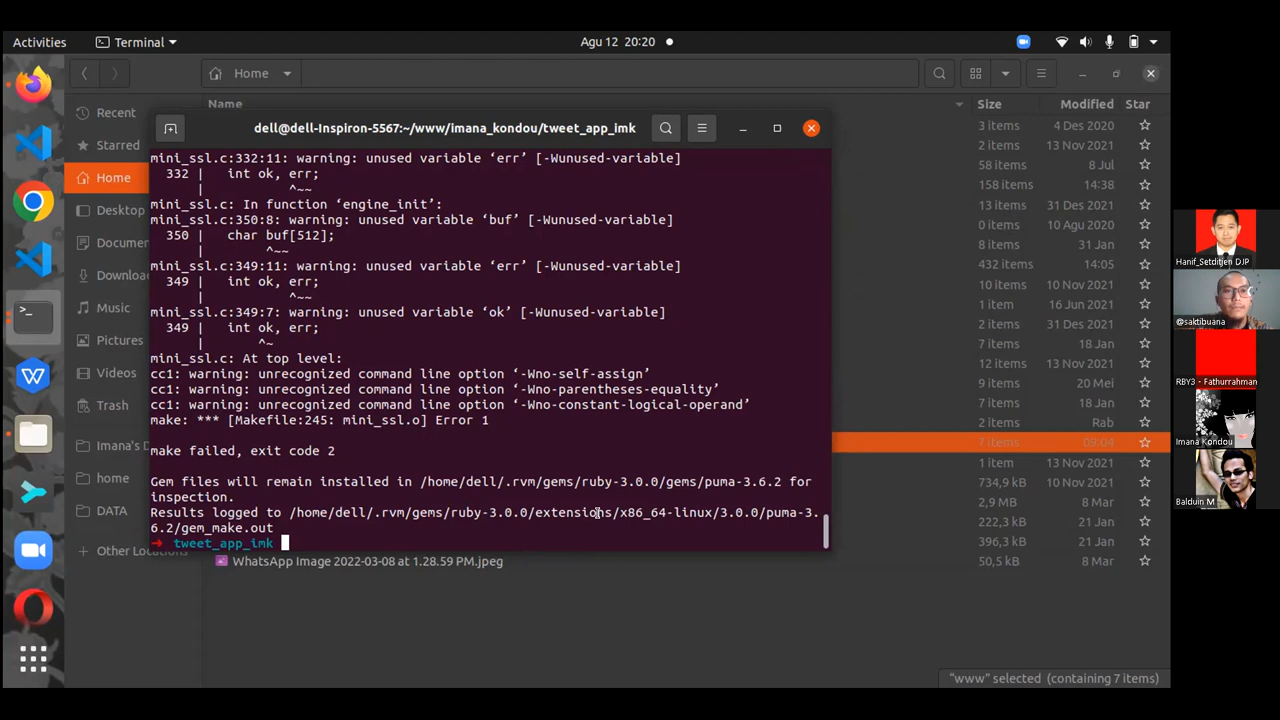 Activities
Terminal
Agu 12 20:20
Home
Name
Size
Modified
Star
Recent
Starred
Home
Desktop
Documen
Downloa
Music
Pictures
Videos
Trash
Imana's D
home
DATA
Other Locations
dell@dell-Inspiron-5567:~/www/imana_kondou/tweet_app_imk
mini_ssl.c:332:11: warning: unused variable ‘err’ [-Wunused-variable]
332 | int ok, err;
| ^~~
mini_ssl.c: In function ‘engine_init’:
mini_ssl.c:350:8: warning: unused variable ‘buf’ [-Wunused-variable]
350 | char buf[512];
| ^~~
mini_ssl.c:349:11: warning: unused variable ‘err’ [-Wunused-variable]
349 | int ok, err;
| ^~~
mini_ssl.c:349:7: warning: unused variable ‘ok’ [-Wunused-variable]
349 | int ok, err;
| ^~
mini_ssl.c: At top level:
cc1: warning: unrecognized command line option ‘-Wno-self-assign’
cc1: warning: unrecognized command line option ‘-Wno-parentheses-equality’
cc1: warning: unrecognized command line option ‘-Wno-constant-logical-operand’
make: *** [Makefile:245: mini_ssl.o] Error 1
make failed, exit code 2
Gem files will remain installed in /home/dell/.rvm/gems/ruby-3.0.0/gems/puma-3.6.2 for
inspection.
Results logged to /home/dell/.rvm/gems/ruby-3.0.0/extensions/x86_64-linux/3.0.0/puma-3.
6.2/gem_make.out
➜ tweet_app_imk
3 items 4 Des 2020
2 items 13 Nov 2021
58 items 8 Jul
158 items 14:38
13 items 31 Des 2021
0 items 10 Agu 2020
8 items 31 Jan
432 items 14:05
10 items 10 Nov 2021
1 item 16 Jun 2021
2 items 31 Des 2021
7 items 18 Jan
12 items 13 Nov 2021
9 items 20 Mei
7 items 18 Jan
2 items Rab
7 items 09:04
1 item 13 Nov 2021
734,9 kB 10 Nov 2021
2,9 MB 8 Mar
222,3 kB 21 Jan
396,3 kB 21 Jan
WhatsApp Image 2022-03-08 at 1.28.59 PM.jpeg 50,5 kB 8 Mar
"www" selected (containing 7 items)
Hanif_Setditjen DJP
@saktibuana
RBY3 - Fathurrahman
Imana Kondou
Balduin M